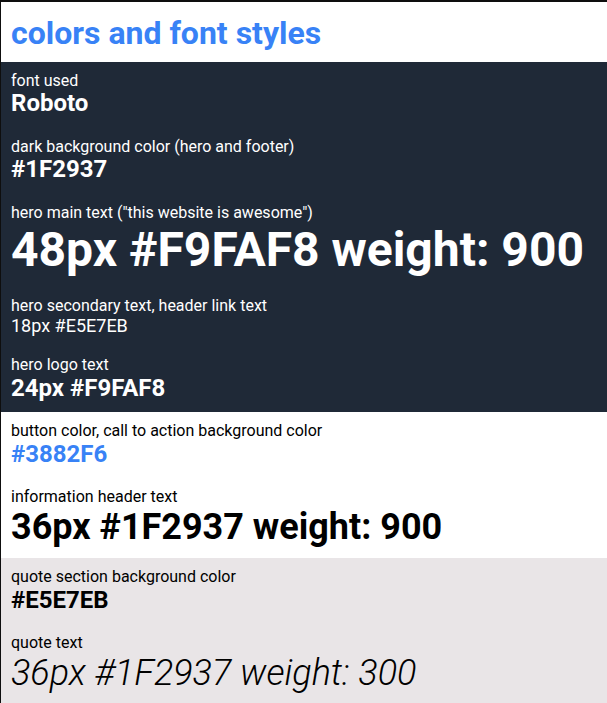 colors and font styles
font used
Roboto
dark background color (hero and footer)
#1F2937
hero main text ("this website is awesome")
48px #F9FAF8 weight: 900
hero secondary text, header link text
18px #E5E7EB
hero logo text
24px #F9FAF8
button color, call to action background color
#3882F6
information header text
36px #1F2937 weight: 900
quote section background color
#E5E7EB
quote text
36px #1F2937 weight: 300